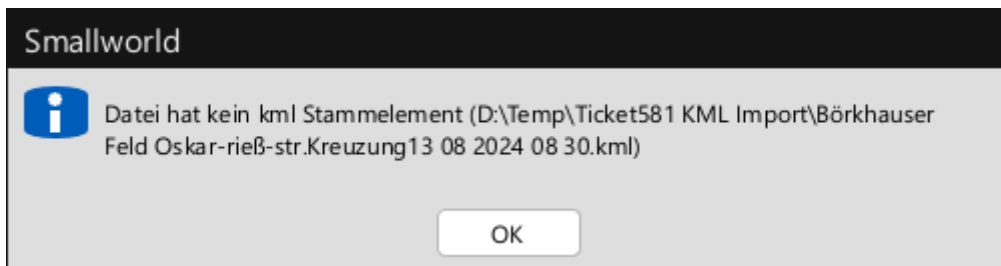 Smallworld
Datei hat kein kml Stammelement (D:\Temp\Ticket581 KML Import\Börkhauser
Feld Oskar-rieß-str.Kreuzung13 08 2024 08 30.kml)
OK